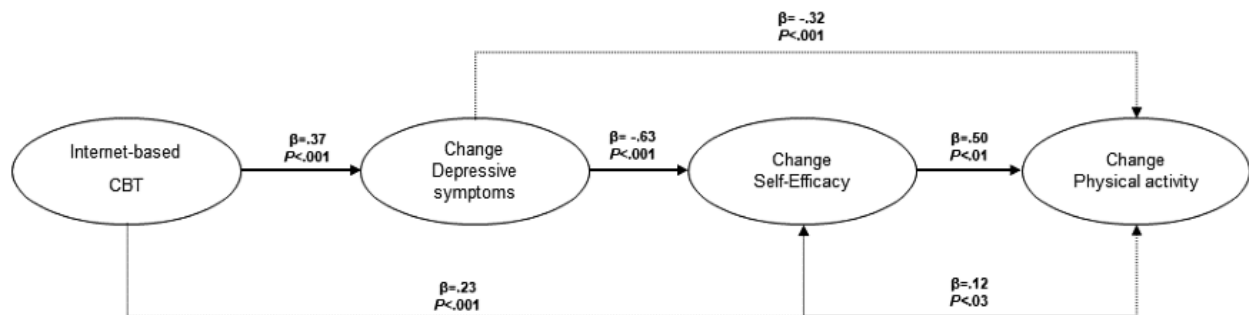 β= -.32
P<.001
Internet-based
CBT
β=.37
P<.001
Change
Depressive
symptoms
β= -.63
P<.001
Change
Self-Efficacy
β=.50
P<.01
Change
Physical activity
β=.23
P<.001
β=.12
P<.03